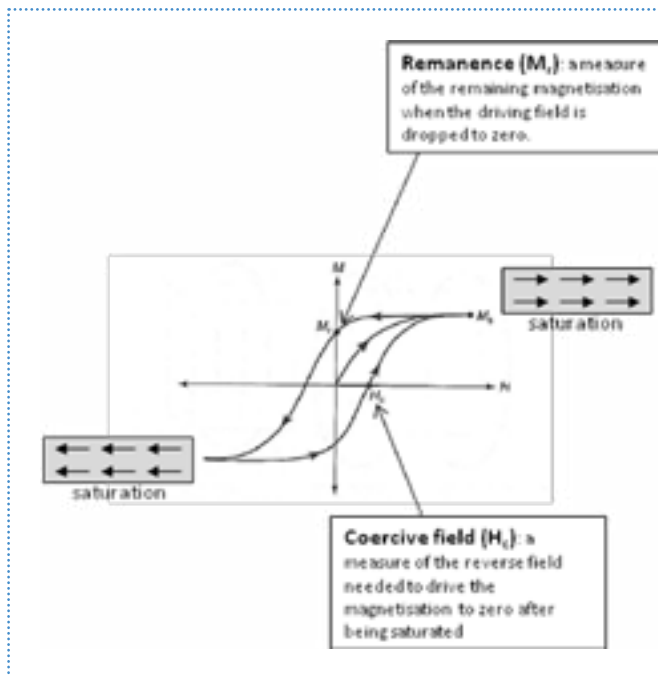 Remanence (Mr): a measure
of the remaining magnetisation
when the driving field is
dropped to zero.
M
saturation
Mr
Ms
Hc
H
saturation
Coercive field (Hc): a
measure of the reverse field
needed to drive the
magnetisation to zero after
being saturated